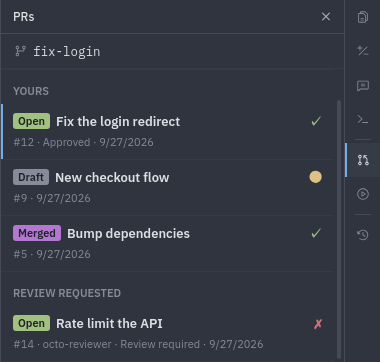 PRs
fix-login
YOURS
Open Fix the login redirect ✓
#12 · Approved · 9/27/2026
Draft New checkout flow
#9 · 9/27/2026
Merged Bump dependencies ✓
#5 · 9/27/2026
REVIEW REQUESTED
Open Rate limit the API ✗
#14 · octo-reviewer · Review required · 9/27/2026